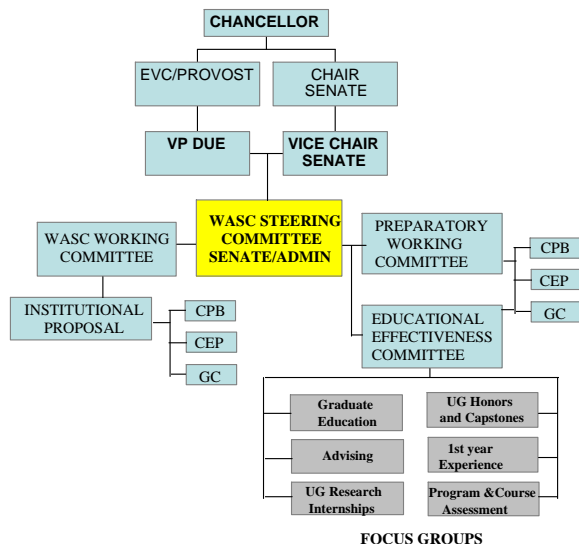 CHANCELLOR
EVC/PROVOST
CHAIR
SENATE
VP DUE
VICE CHAIR
SENATE
WASC STEERING
COMMITTEE
SENATE/ADMIN
WASC WORKING
COMMITTEE
PREPARATORY
WORKING
COMMITTEE
CPB
CEP
GC
INSTITUTIONAL
PROPOSAL
CPB
CEP
GC
EDUCATIONAL
EFFECTIVENESS
COMMITTEE
Graduate
Education
UG Honors
and Capstones
Advising
1st year
Experience
UG Research
Internships
Program &Course
Assessment
FOCUS GROUPS